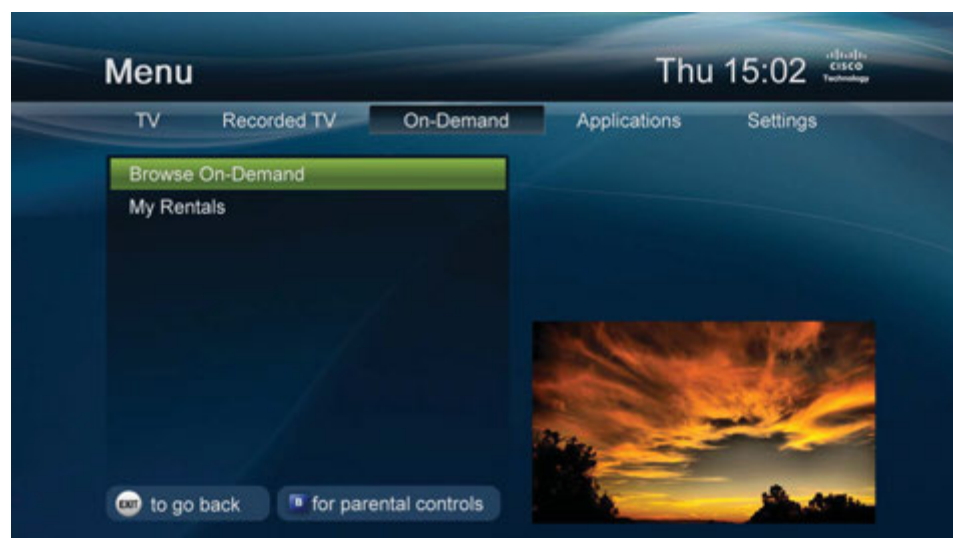 Menu
Thu 15:02
CISCO
Technology
TV Recorded TV On-Demand Applications Settings
Browse On-Demand
My Rentals
EXIT to go back
B for parental controls